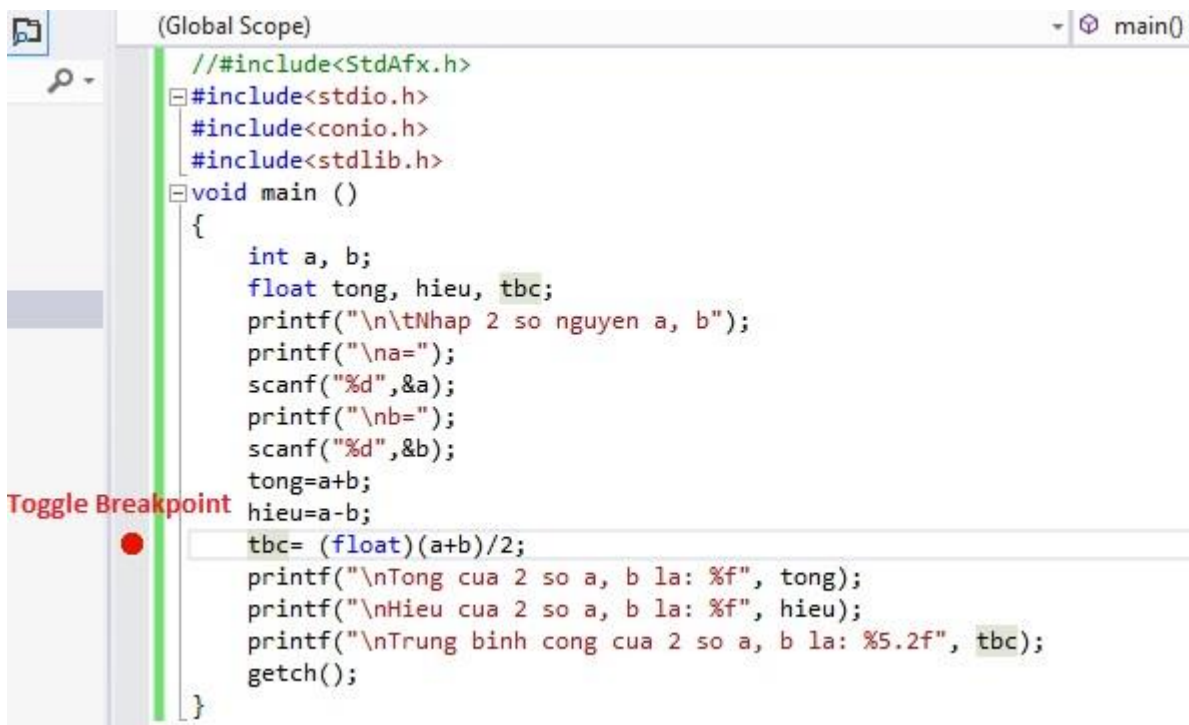 (Global Scope) main()
//#include<StdAfx.h>
#include<stdio.h>
#include<conio.h>
#include<stdlib.h>
void main ()
{
int a, b;
float tong, hieu, tbc;
printf("\n\tNhap 2 so nguyen a, b");
printf("\na=");
scanf("%d",&a);
printf("\nb=");
scanf("%d",&b);
tong=a+b;
Toggle Breakpoint
hieu=a-b;
tbc= (float)(a+b)/2;
printf("\nTong cua 2 so a, b la: %f", tong);
printf("\nHieu cua 2 so a, b la: %f", hieu);
printf("\nTrung binh cong cua 2 so a, b la: %5.2f", tbc);
getch();
}